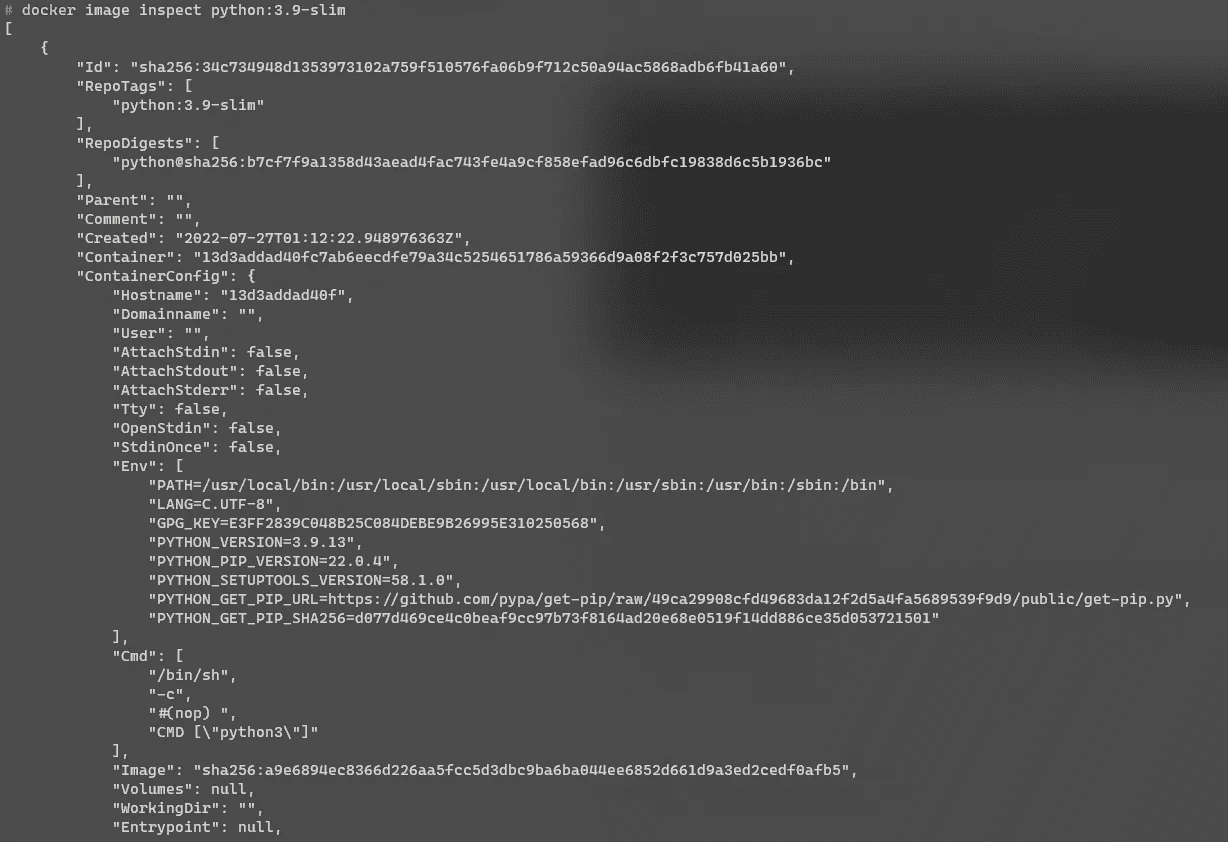 # docker image inspect python:3.9-slim
[
    {
        "Id": "sha256:34c734948d1353973102a759f510576fa06b9f712c50a94ac5868adb6fb41a60",
        "RepoTags": [
            "python:3.9-slim"
        ],
        "RepoDigests": [
            "python@sha256:b7cf7f9a1358d43aead4fac743fe4a9cf858efad96c6dbfc19838d6c5b1936bc"
        ],
        "Parent": "",
        "Comment": "",
        "Created": "2022-07-27T01:12:22.948976363Z",
        "Container": "13d3addad40fc7ab6eecdfe79a34c5254651786a59366d9a08f2f3c757d025bb",
        "ContainerConfig": {
            "Hostname": "13d3addad40f",
            "Domainname": "",
            "User": "",
            "AttachStdin": false,
            "AttachStdout": false,
            "AttachStderr": false,
            "Tty": false,
            "OpenStdin": false,
            "StdinOnce": false,
            "Env": [
                "PATH=/usr/local/bin:/usr/local/sbin:/usr/local/bin:/usr/sbin:/usr/bin:/sbin:/bin",
                "LANG=C.UTF-8",
                "GPG_KEY=E3FF2839C048B25C084DEBE9B26995E310250568",
                "PYTHON_VERSION=3.9.13",
                "PYTHON_PIP_VERSION=22.0.4",
                "PYTHON_SETUPTOOLS_VERSION=58.1.0",
                "PYTHON_GET_PIP_URL=https://github.com/pypa/get-pip/raw/49ca29908cfd49683da12f2d5a4fa5689539f9d9/public/get-pip.py",
                "PYTHON_GET_PIP_SHA256=d077d469ce4c0beaf9cc97b73f8164ad20e68e0519f14dd886ce35d053721501"
            ],
            "Cmd": [
                "/bin/sh",
                "-c",
                "#(nop) ",
                "CMD [\"python3\"]"
            ],
            "Image": "sha256:a9e6894ec8366d226aa5fcc5d3dbc9ba6ba044ee6852d661d9a3ed2cedf0afb5",
            "Volumes": null,
            "WorkingDir": "",
            "Entrypoint": null,